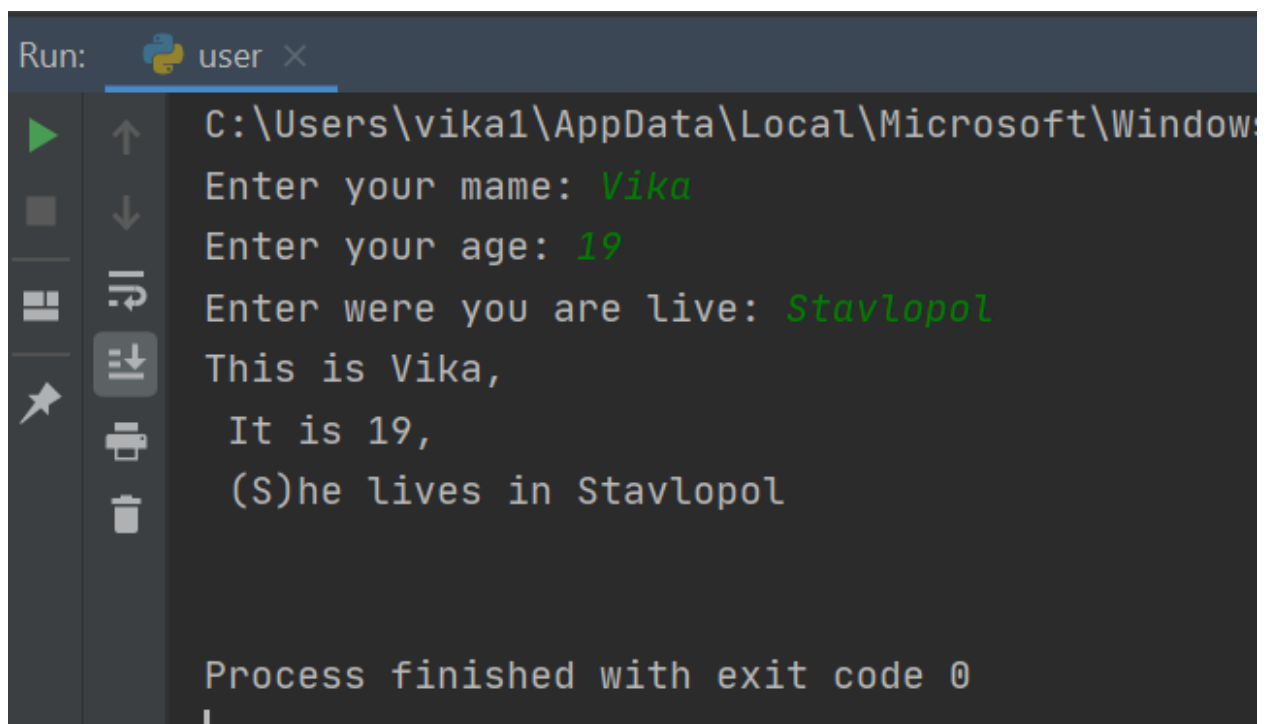 Run: user
C:\Users\vika1\AppData\Local\Microsoft\Windows
Enter your mame: Vika
Enter your age: 19
Enter were you are live: Stavlopol
This is Vika,
It is 19,
(S)he lives in Stavlopol
Process finished with exit code 0